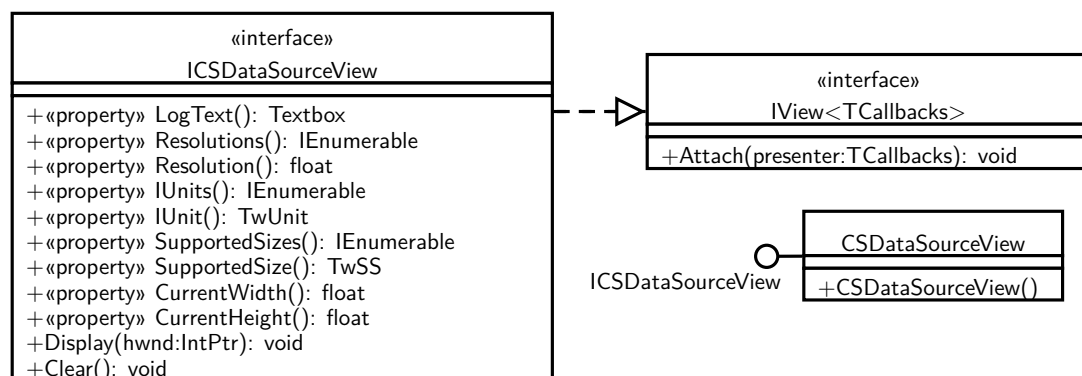 «interface»
ICSDataSourceView
+«property» LogText(): Textbox
+«property» Resolutions(): IEnumerable
+«property» Resolution(): float
+«property» IUnits(): IEnumerable
+«property» IUnit(): TwUnit
+«property» SupportedSizes(): IEnumerable
+«property» SupportedSize(): TwSS
+«property» CurrentWidth(): float
+«property» CurrentHeight(): float
+Display(hwnd:IntPtr): void
+Clear(): void
«interface»
IView<TCallbacks>
+Attach(presenter:TCallbacks): void
ICSDataSourceView
CSDataSourceView
+CSDataSourceView()